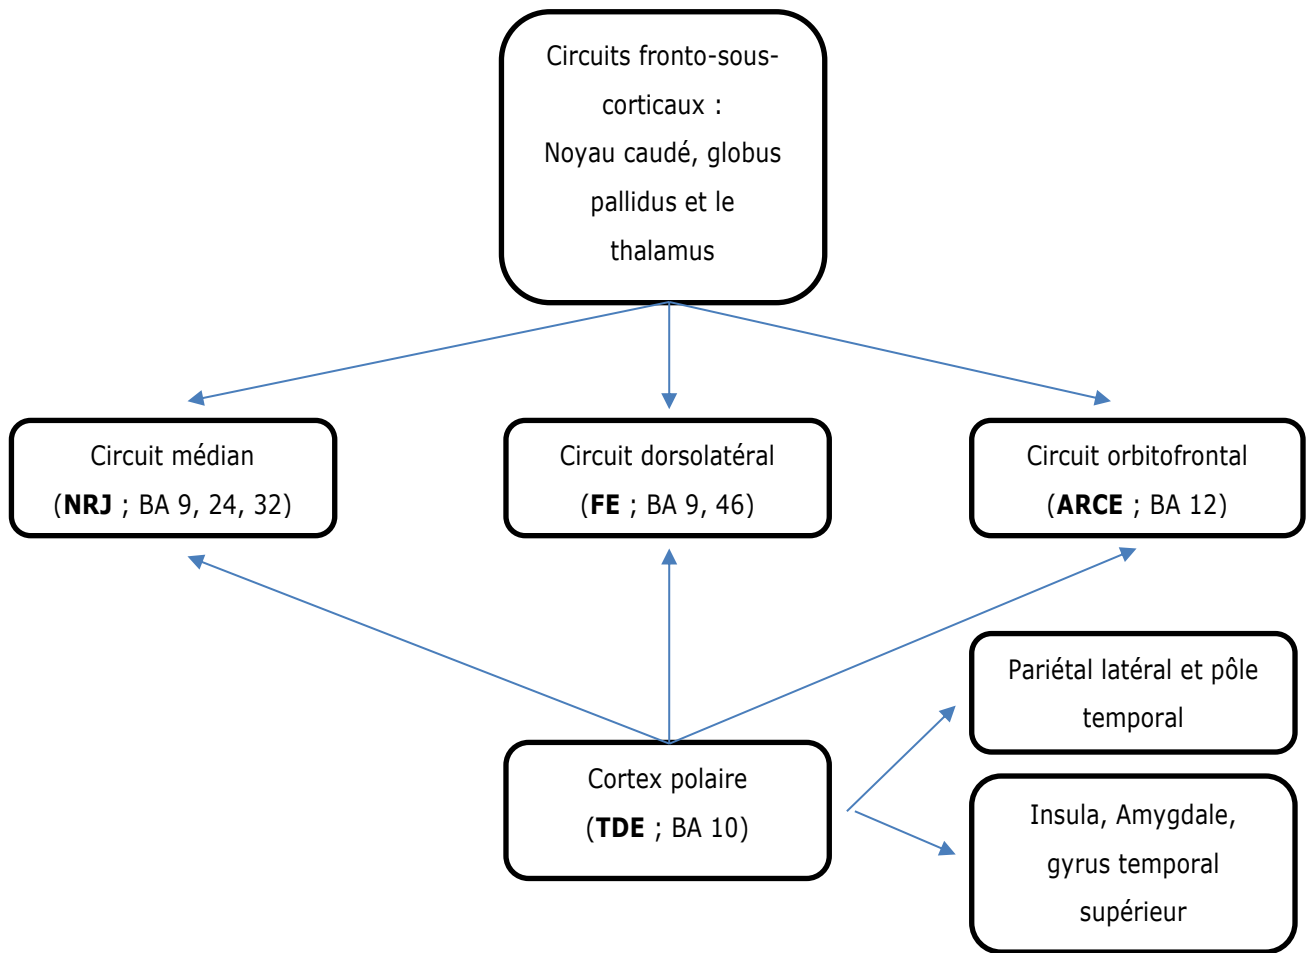 Circuits fronto-sous-
corticaux :
Noyau caudé, globus
pallidus et le
thalamus
Circuit médian
(NRJ ; BA 9, 24, 32)
Circuit dorsolatéral
(FE ; BA 9, 46)
Circuit orbitofrontal
(ARCE ; BA 12)
Pariétal latéral et pôle
temporal
Cortex polaire
(TDE ; BA 10)
Insula, Amygdale,
gyrus temporal
supérieur